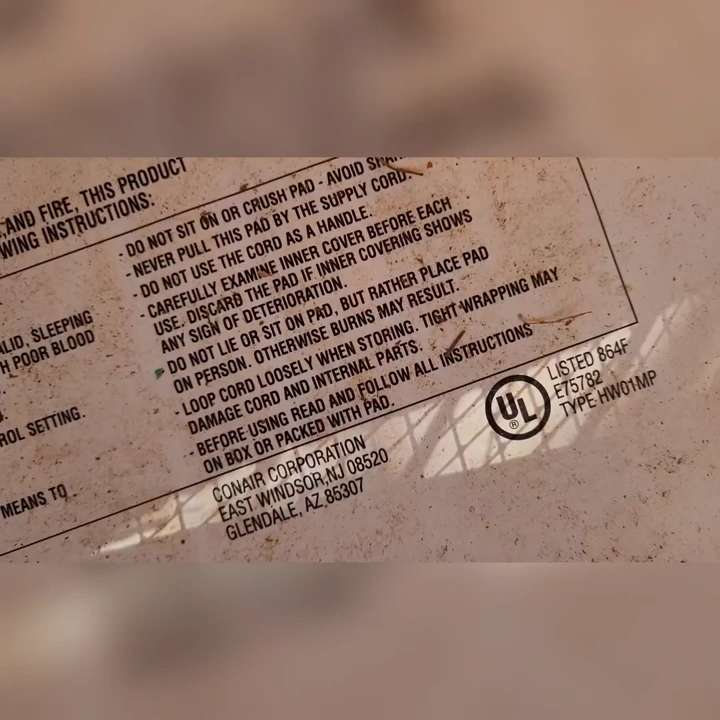 AND FIRE, THIS PRODUCT
WING INSTRUCTIONS:
LID, SLEEPING
H POOR BLOOD
ROL SETTING.
MEANS TO
- DO NOT SIT ON OR CRUSH PAD - AVOID
- NEVER PULL THIS PAD BY THE SUPPLY CORD.
- DO NOT USE THE CORD AS A HANDLE.
- CAREFULLY EXAMINE INNER COVER BEFORE EACH
USE. DISCARD THE PAD IF INNER COVERING SHOWS
ANY SIGN OF DETERIORATION.
- DO NOT LIE OR SIT ON PAD, BUT RATHER PLACE PAD
ON PERSON. OTHERWISE BURNS MAY RESULT.
- LOOP CORD LOOSELY WHEN STORING. TIGHT WRAPPING MAY
DAMAGE CORD AND INTERNAL PARTS.
- BEFORE USING READ AND FOLLOW ALL INSTRUCTIONS
ON BOX OR PACKED WITH PAD.
CONAIR CORPORATION
EAST WINDSOR, NJ 08520
GLENDALE, AZ 85307
UL
®
LISTED 864F
E75782
TYPE HW01MP